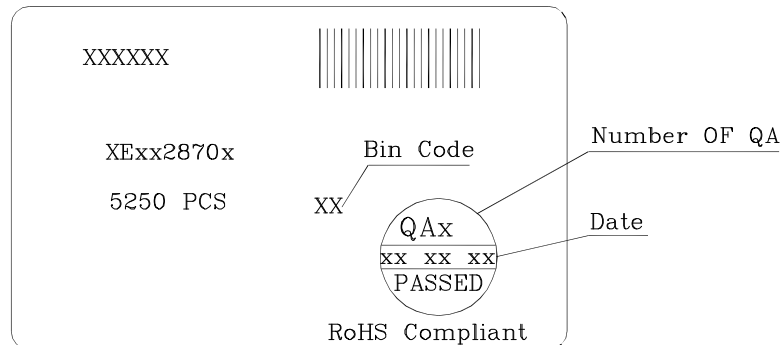 XXXXXX
Number OF QA
XExx2870x
Bin Code
5250 PCS
XX
Date
QAx
xx xx xx
PASSED
RoHS Compliant